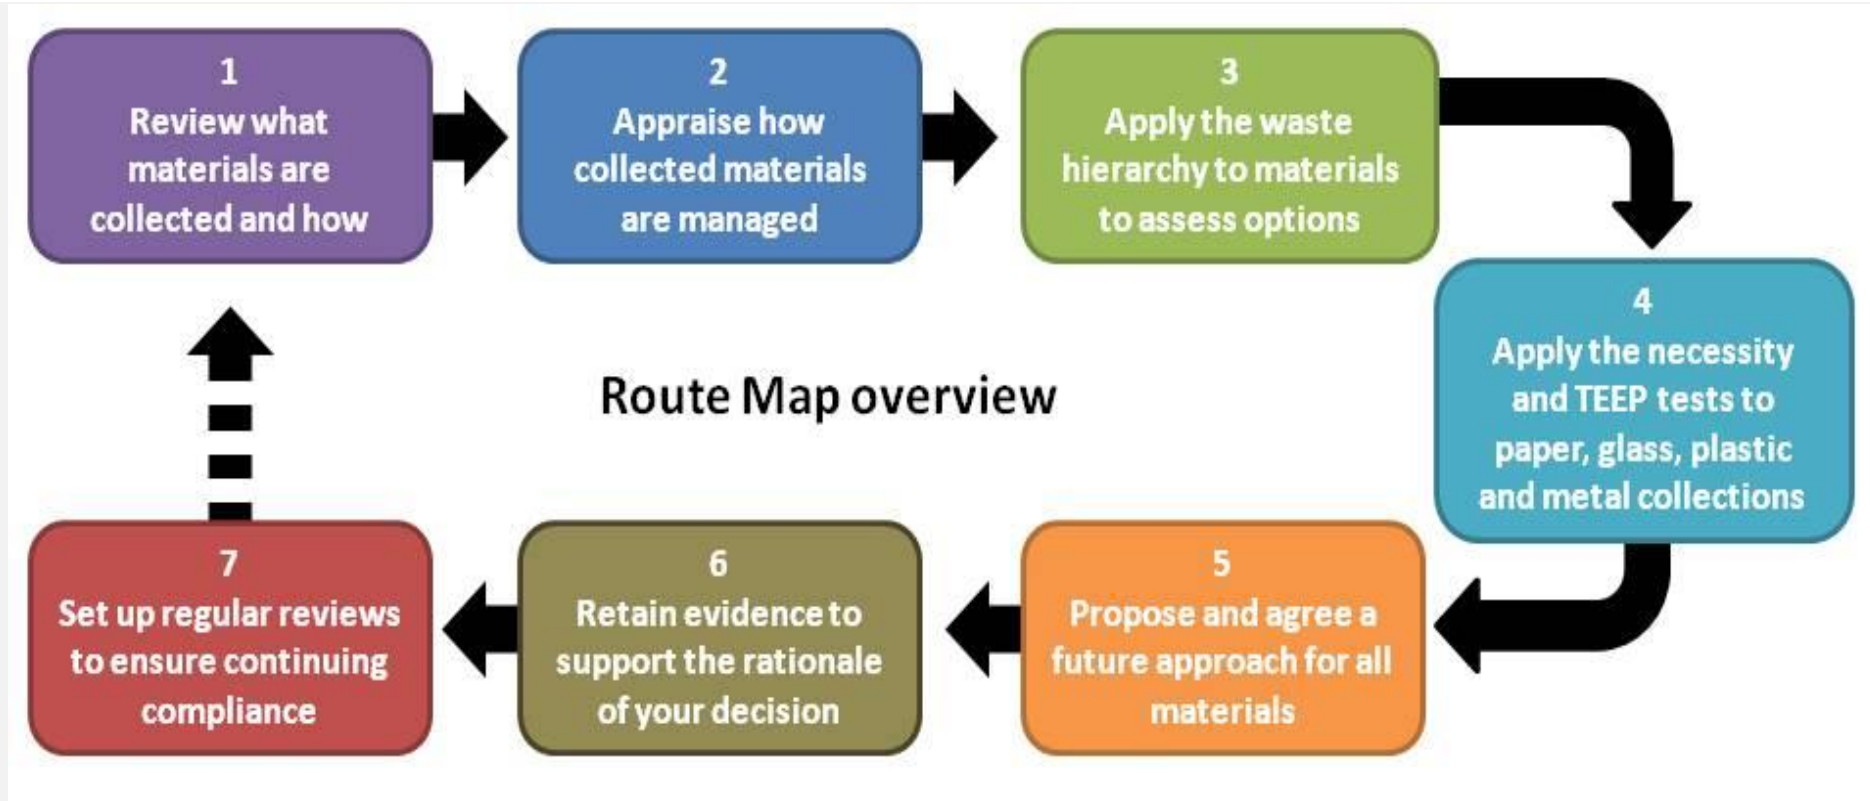 1
Review what
materials are
collected and how
2
Appraise how
collected materials
are managed
3
Apply the waste
hierarchy to materials
to assess options
4
Apply the necessity
and TEEP tests to
paper, glass, plastic
and metal collections
Route Map overview
5
Propose and agree a
future approach for all
materials
6
Retain evidence to
support the rationale
of your decision
7
Set up regular reviews
to ensure continuing
compliance